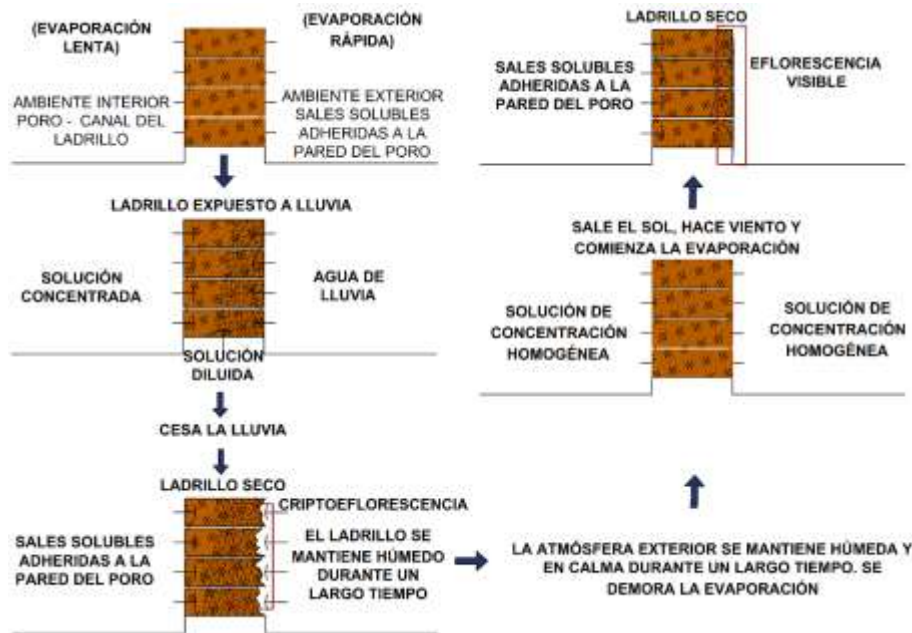 (EVAPORACIÓN
LENTA)
(EVAPORACIÓN
RÁPIDA)
AMBIENTE INTERIOR
PORO - CANAL DEL
LADRILLO
AMBIENTE EXTERIOR
SALES SOLUBLES
ADHERIDAS A LA
PARED DEL PORO
LADRILLO EXPUESTO A LLUVIA
SOLUCIÓN
CONCENTRADA
AGUA DE
LLUVIA
SOLUCIÓN
DILUIDA
CESA LA LLUVIA
LADRILLO SECO
SALES SOLUBLES
ADHERIDAS A LA
PARED DEL PORO
CRIPTOEFLORESCENCIA
EL LADRILLO SE
MANTIENE HÚMEDO
DURANTE UN
LARGO TIEMPO
LA ATMÓSFERA EXTERIOR SE MANTIENE HÚMEDA Y
EN CALMA DURANTE UN LARGO TIEMPO. SE
DEMORA LA EVAPORACIÓN
SALE EL SOL, HACE VIENTO Y
COMIENZA LA EVAPORACIÓN
SOLUCIÓN DE
CONCENTRACIÓN
HOMOGÉNEA
SOLUCIÓN DE
CONCENTRACIÓN
HOMOGÉNEA
LADRILLO SECO
SALES SOLUBLES
ADHERIDAS A LA
PARED DEL PORO
EFLORESCENCIA
VISIBLE